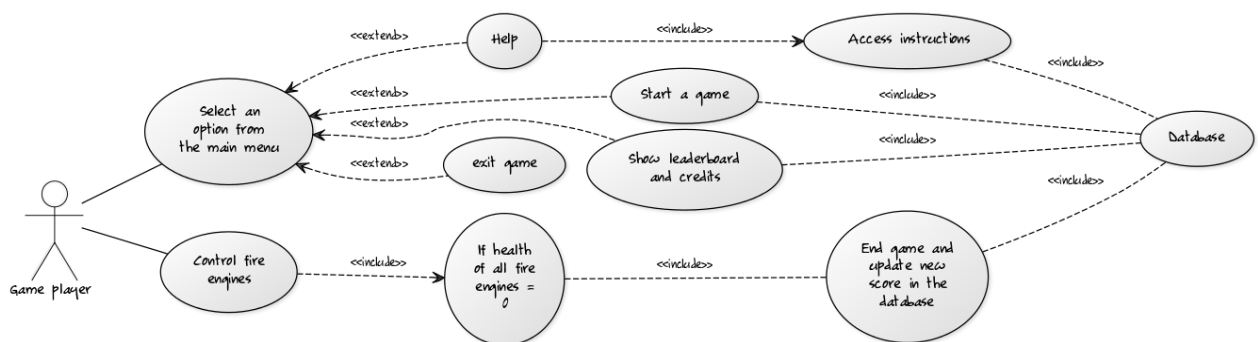 <<extend>>
Help
<<include>>
Access instructions
<<include>>
Select an
option from
the main menu
<<extend>>
Start a game
<<include>>
<<extend>>
Show leaderboard
and credits
<<include>>
Database
<<extend>>
exit game
<<include>>
Game player
Control fire
engines
<<include>>
If health
of all fire
engines =
0
<<include>>
End game and
update new
score in the
database